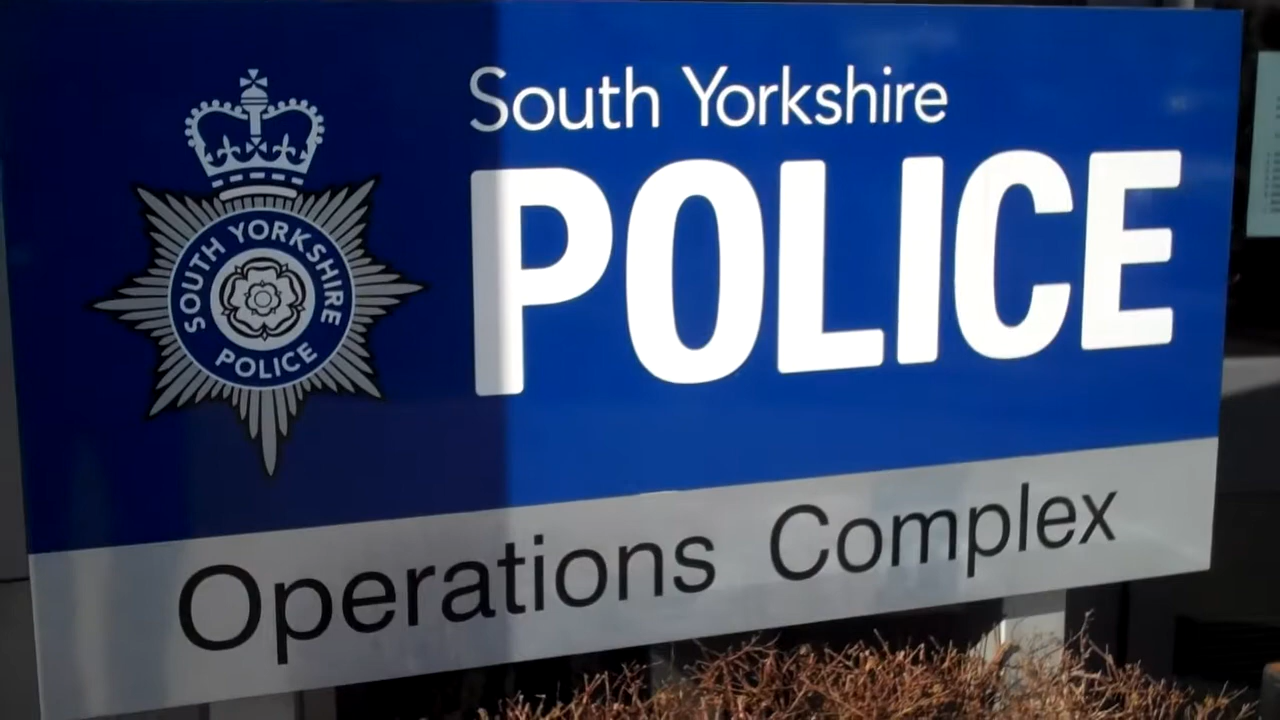 South Yorkshire
POLICE
SOUTH YORKSHIRE
POLICE
Operations Complex